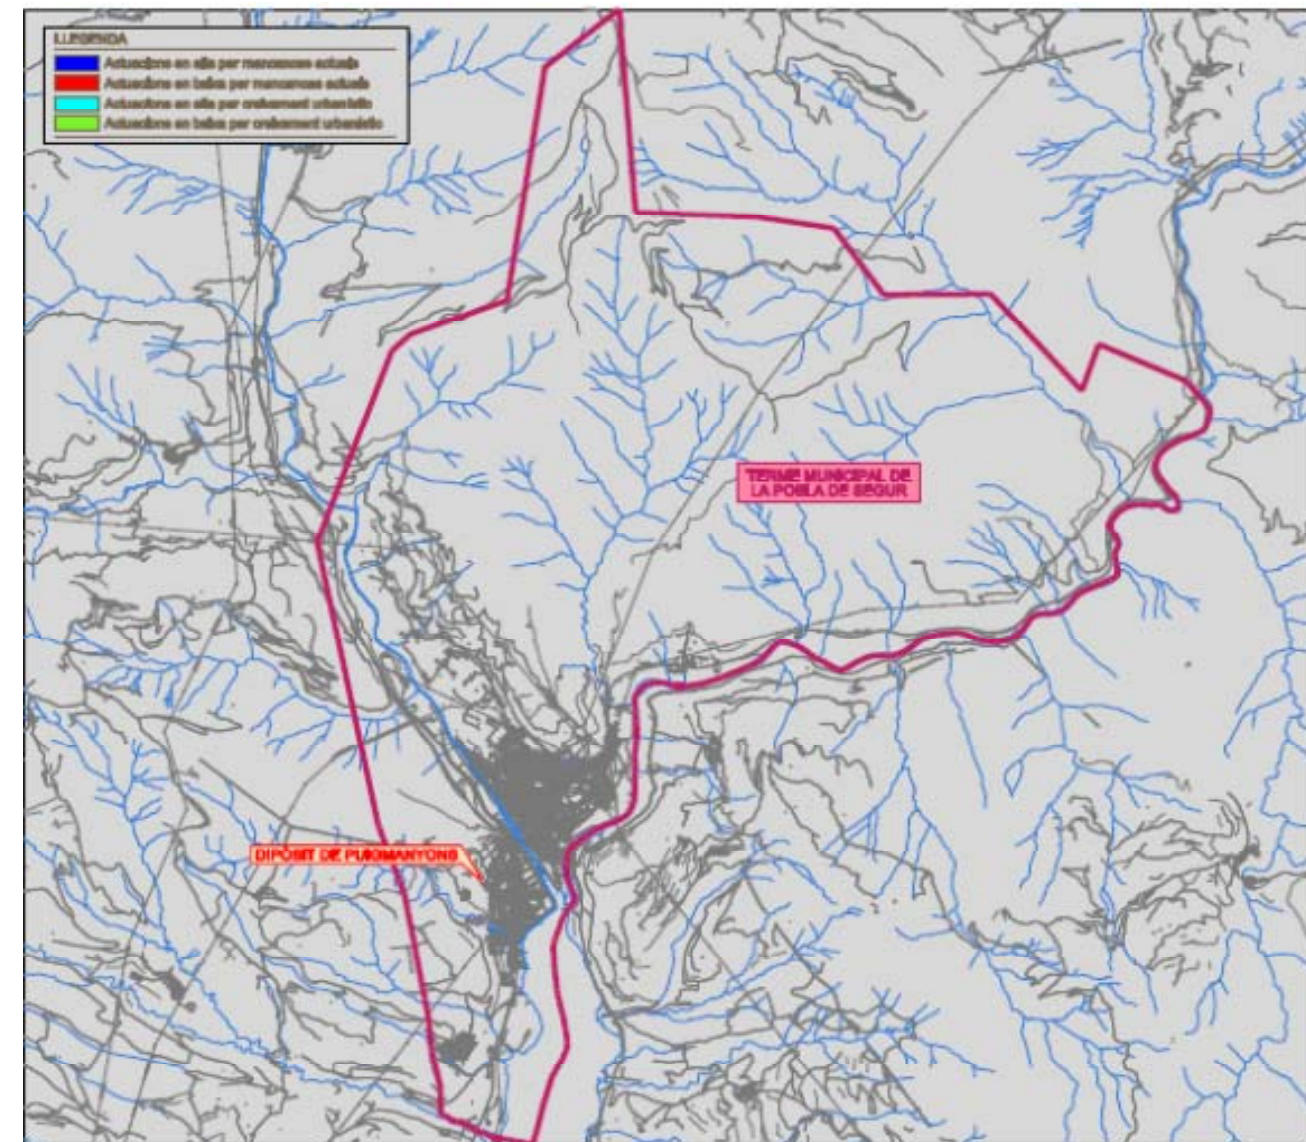 LLEGENDA
Actuacions en alta per mancances actuals
Actuacions en baixa per mancances actuals
Actuacions en alta per creixement urbanístic
Actuacions en baixa per creixement urbanístic
TERME MUNICIPAL DE
LA POBLA DE SEGUR
DIPÒSIT DE PUIGMANYONS